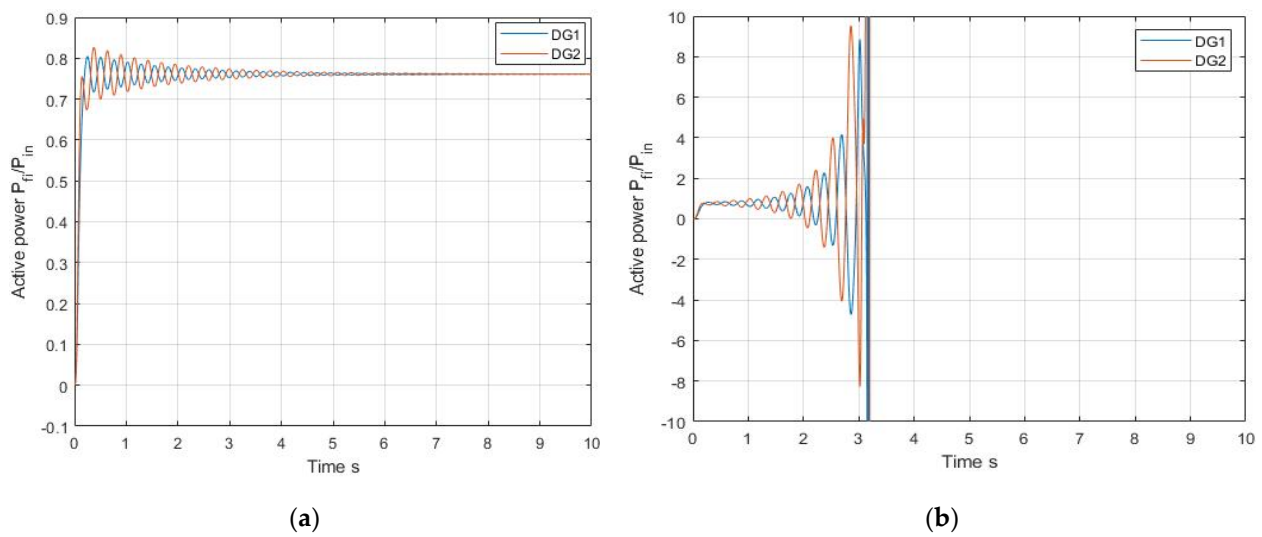 0.9
0.8
0.7
0.6
0.5
0.4
0.3
0.2
0.1
0
-0.1
Active power P_fi/P_in
0 1 2 3 4 5 6 7 8 9 10
Time s
DG1
DG2
(a)
10
8
6
4
2
0
-2
-4
-6
-8
-10
Active power P_fi/P_in
0 1 2 3 4 5 6 7 8 9 10
Time s
DG1
DG2
(b)